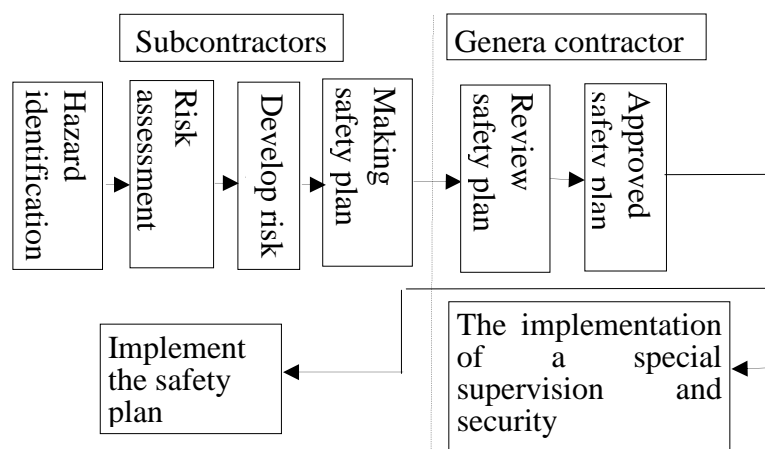 Subcontractors
Genera contractor
Hazard
identification
Risk
assessment
Develop risk
Making
safety plan
Review
safety plan
Approved
safety plan
Implement
the safety
plan
The implementation
of a special
supervision and
security